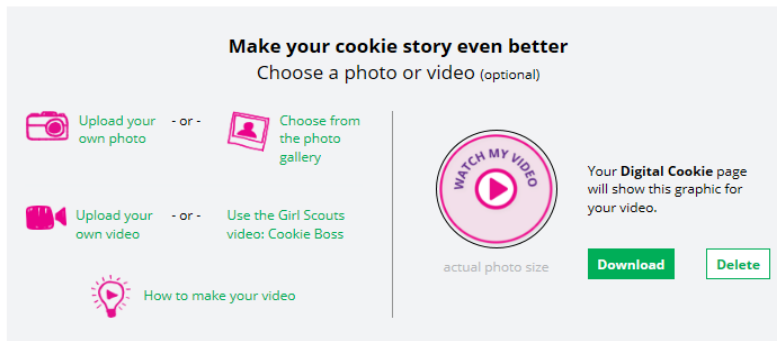 Make your cookie story even better
Choose a photo or video (optional)
Upload your
own photo
- or -
Choose from
the photo
gallery
Upload your
own video
- or -
Use the Girl Scouts
video: Cookie Boss
How to make your video
WATCH MY VIDEO
actual photo size
Your Digital Cookie page
will show this graphic for
your video.
Download
Delete